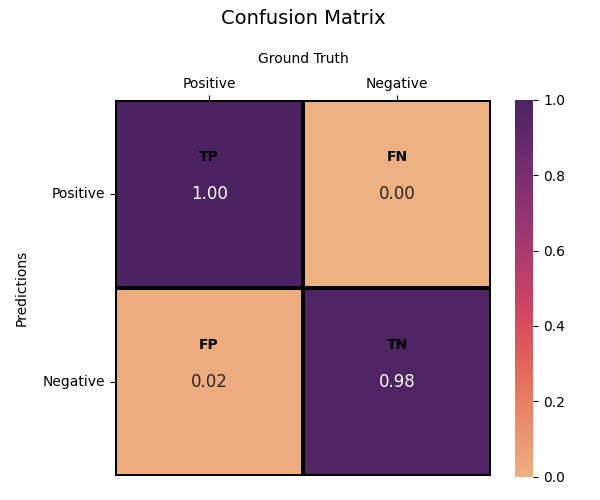 Confusion Matrix
Ground Truth
Positive Negative
1.0
TP FN
0.8
Positive 1.00 0.00
0.6
Predictions
0.4
FP TN
Negative 0.02 0.98
0.2
0.0